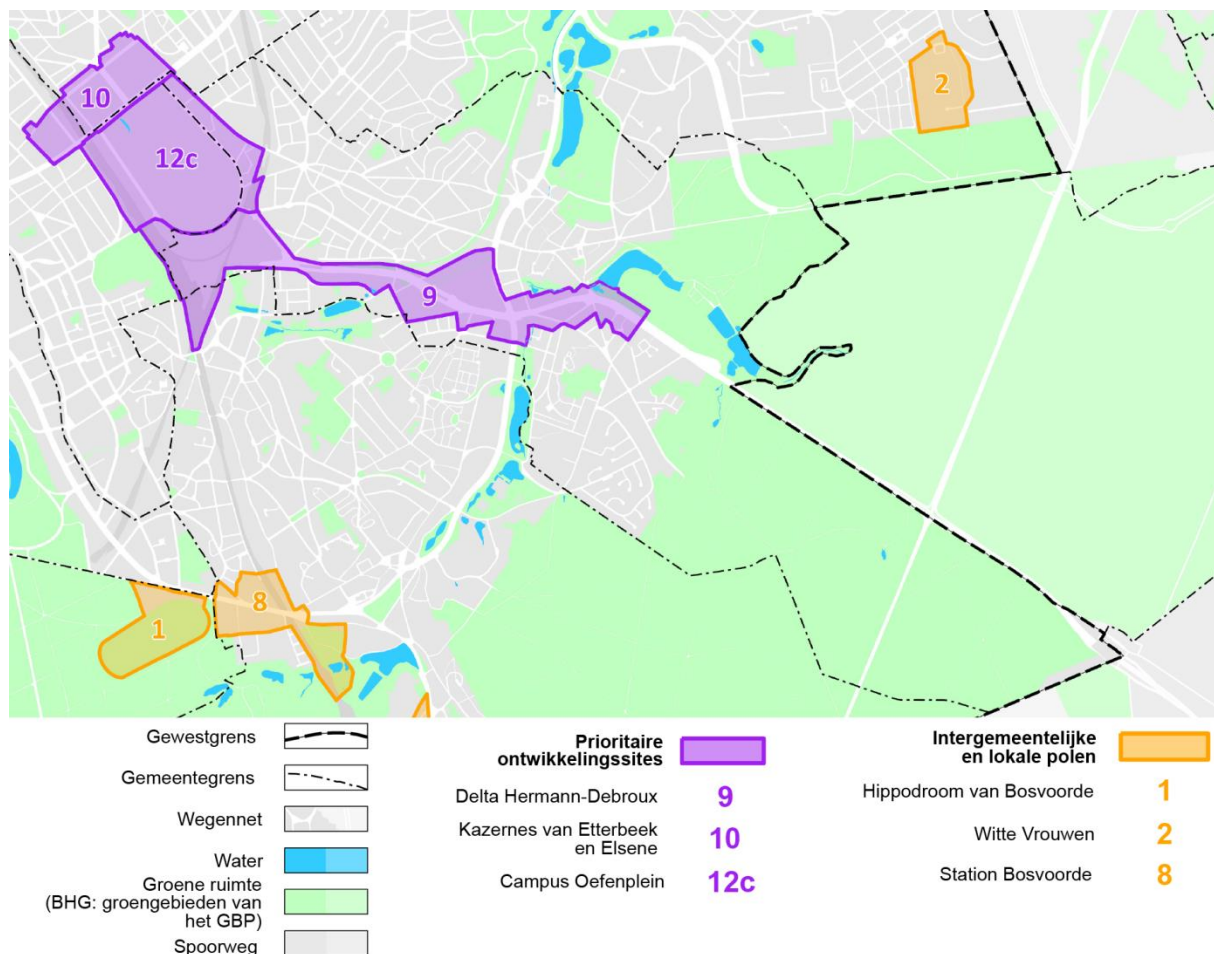 10
12c
2
9
8
1
Gewestgrens
Gemeentegrens
Wegennet
Water
Groene ruimte
(BHG: groengebieden van
het GBP)
Spoorweg
Prioritaire
ontwikkelingssites
Delta Hermann-Debroux 9
Kazernes van Etterbeek
en Elsene 10
Campus Oefenplein 12c
Intergemeentelijke
en lokale polen
Hippodroom van Bosvoorde 1
Witte Vrouwen 2
Station Bosvoorde 8